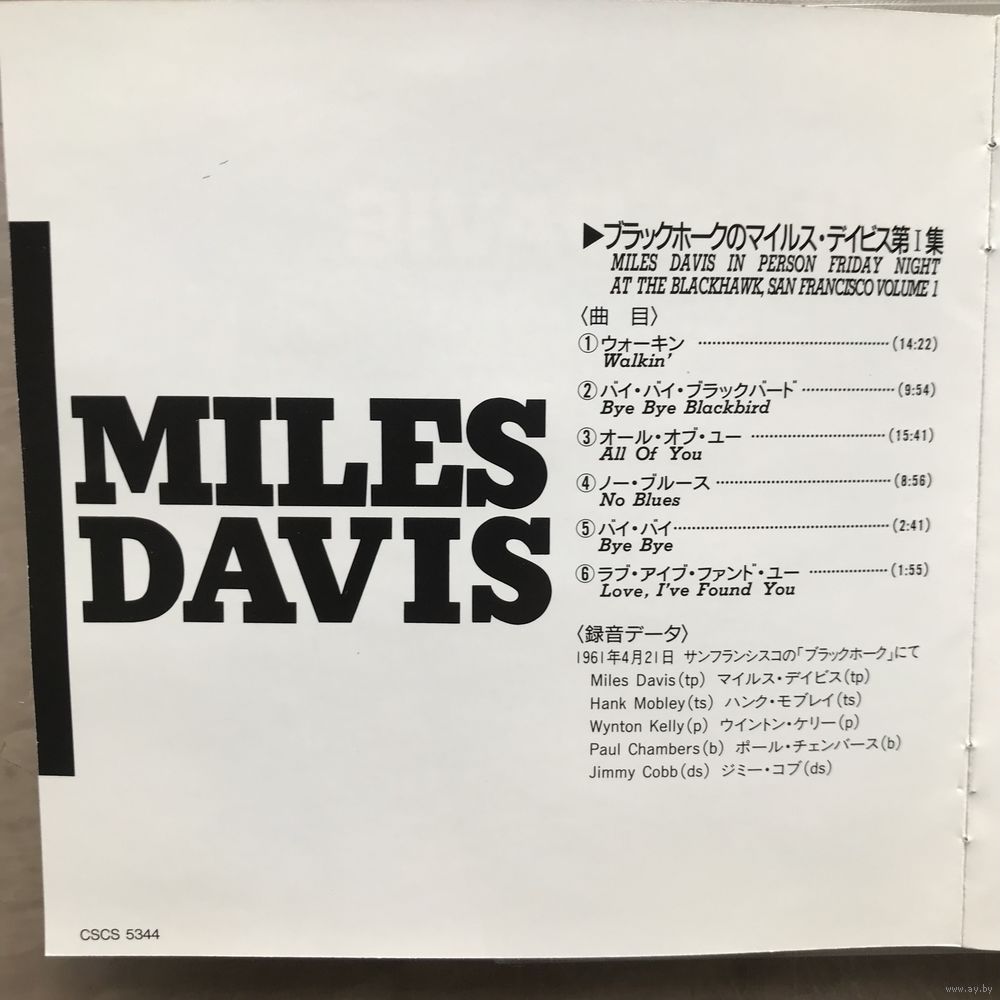 MILES
DAVIS
▶ブラックホークのマイルス・デイビス第Ⅰ集
MILES DAVIS IN PERSON FRIDAY NIGHT
AT THE BLACKHAWK, SAN FRANCISCO VOLUME 1
〈曲 目〉
①ウォーキン ……………………(14:22)
Walkin'
②バイ・バイ・ブラックバード……………(9:54)
Bye Bye Blackbird
③オール・オブ・ユー ………………(15:41)
All Of You
④ノー・ブルース……………………(8:56)
No Blues
⑤バイ・バイ…………………………(2:41)
Bye Bye
⑥ラブ・アイブ・ファンド・ユー …………(1:55)
Love, I've Found You
〈録音データ〉
1961年4月21日 サンフランシスコの「ブラックホーク」にて
Miles Davis(tp) マイルス・デイビス(tp)
Hank Mobley(ts) ハンク・モブレイ(ts)
Wynton Kelly(p) ウイントン・ケリー(p)
Paul Chambers(b) ポール・チェンバース(b)
Jimmy Cobb(ds) ジミー・コブ(ds)
CSCS 5344
www.ay.by